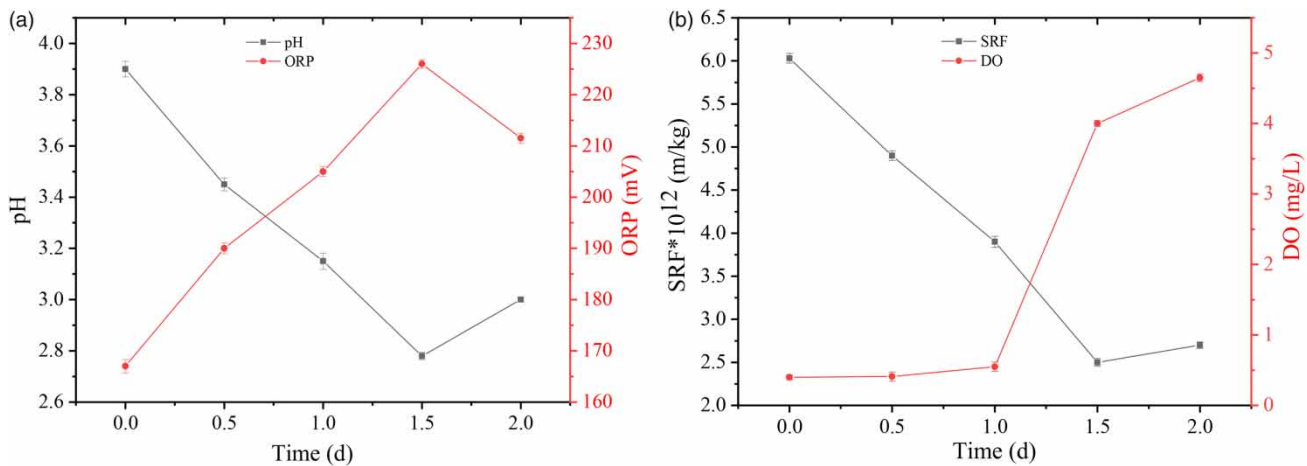 (a)
pH
ORP
4.0
3.8
3.6
3.4
3.2
3.0
2.8
2.6
pH
230
220
210
200
190
180
170
160
ORP (mV)
0.0 0.5 1.0 1.5 2.0
Time (d)
(b)
SRF
DO
6.5
6.0
5.5
5.0
4.5
4.0
3.5
3.0
2.5
2.0
SRF*10^12 (m/kg)
5
4
3
2
1
0
DO (mg/L)
0.0 0.5 1.0 1.5 2.0
Time (d)